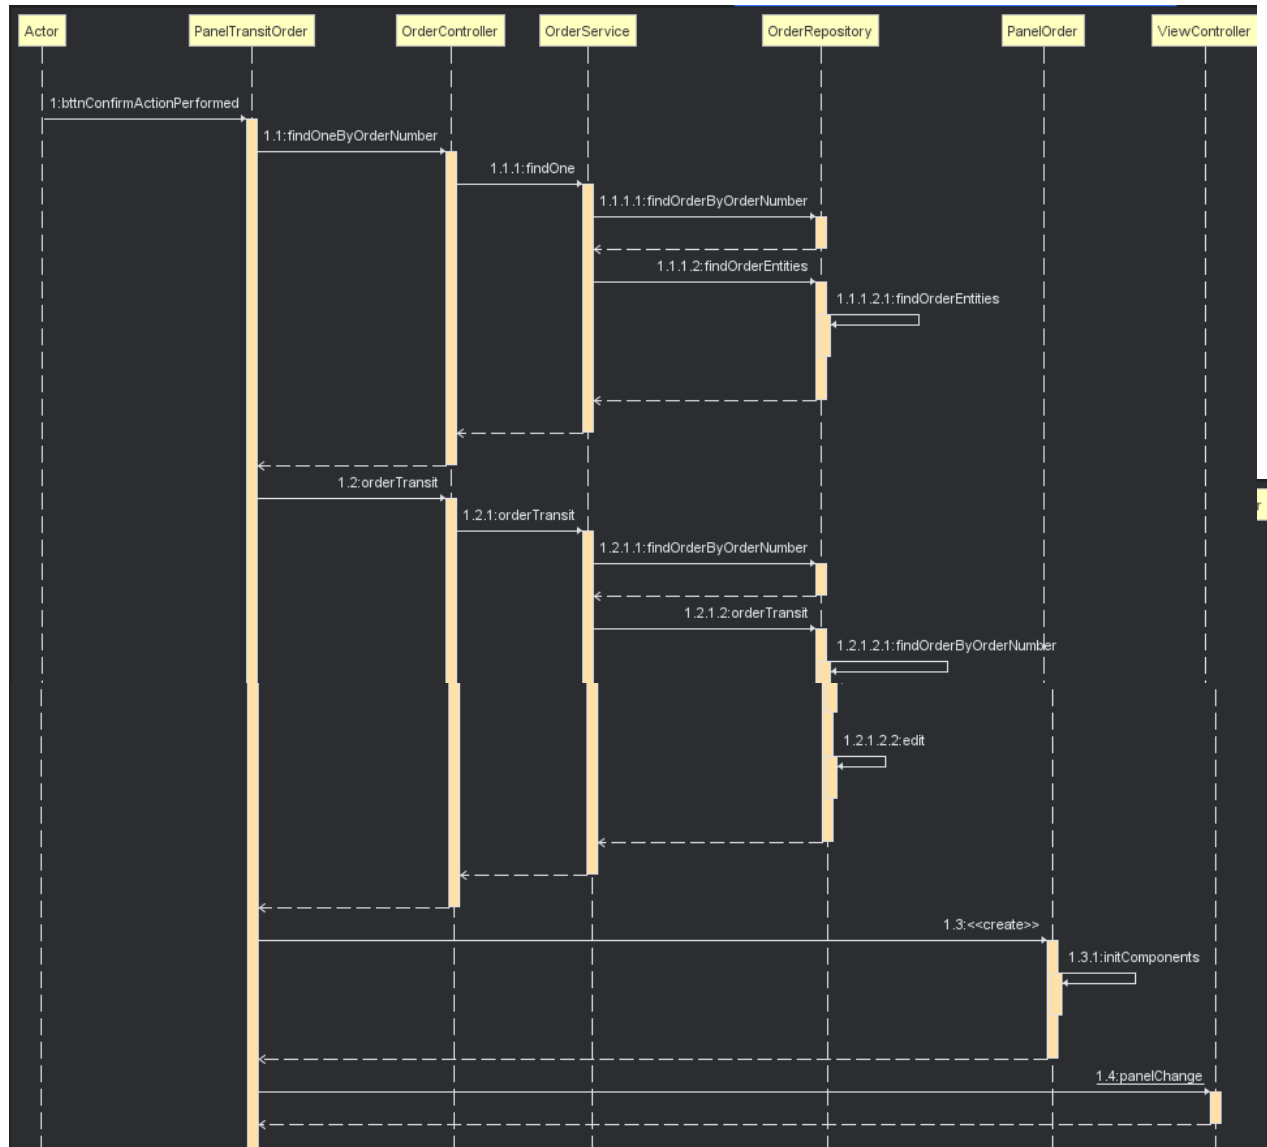 Actor
PanelTransitOrder
OrderController
OrderService
OrderRepository
PanelOrder
ViewController
1:bttnConfirmActionPerformed
1.1:findOneByOrderNumber
1.1.1:findOne
1.1.1.1:findOrderByOrderNumber
1.1.1.2:findOrderEntities
1.1.1.2.1:findOrderEntities
1.2:orderTransit
1.2.1:orderTransit
1.2.1.1:findOrderByOrderNumber
1.2.1.2:orderTransit
1.2.1.2.1:findOrderByOrderNumber
1.2.1.2.2:edit
1.3:<<create>>
1.3.1:initComponents
1.4:panelChange